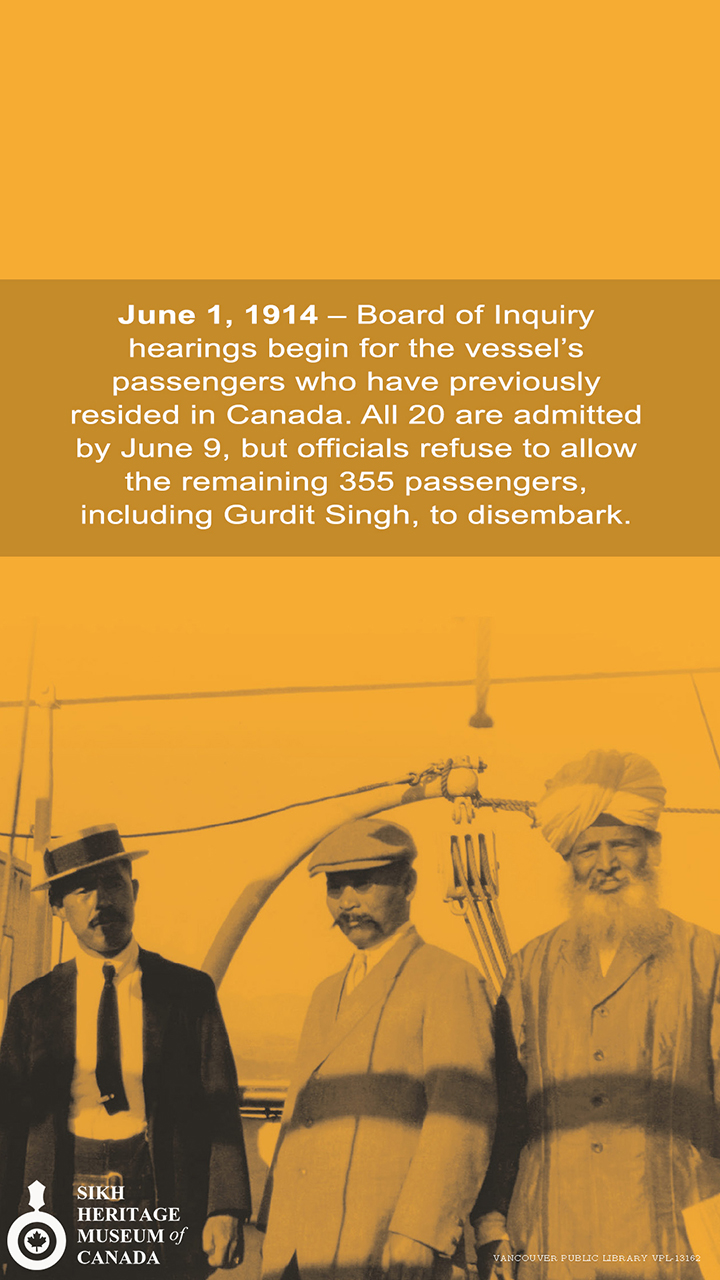 June 1, 1914 – Board of Inquiry
hearings begin for the vessel’s
passengers who have previously
resided in Canada. All 20 are admitted
by June 9, but officials refuse to allow
the remaining 355 passengers,
including Gurdit Singh, to disembark.
SIKH
HERITAGE
MUSEUM of
CANADA
VANCOUVER PUBLIC LIBRARY VPL-13162